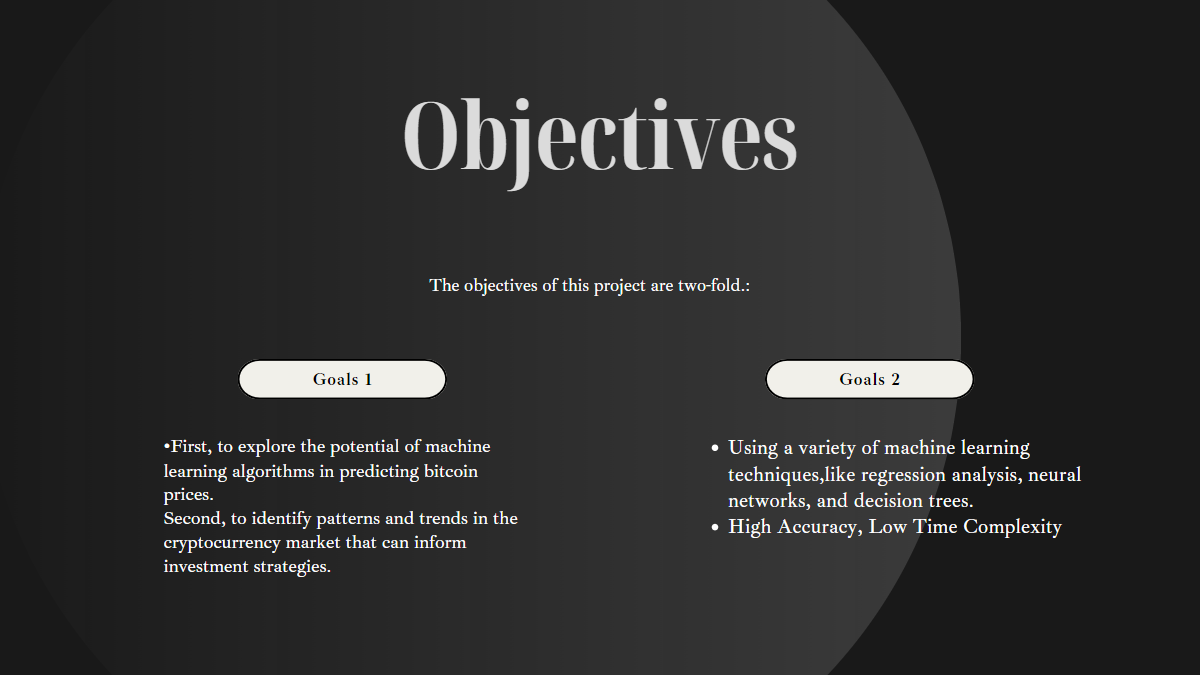 Objectives
The objectives of this project are two-fold.:
Goals 1
•First, to explore the potential of machine
learning algorithms in predicting bitcoin
prices.
Second, to identify patterns and trends in the
cryptocurrency market that can inform
investment strategies.
Goals 2
• Using a variety of machine learning
techniques,like regression analysis, neural
networks, and decision trees.
• High Accuracy, Low Time Complexity